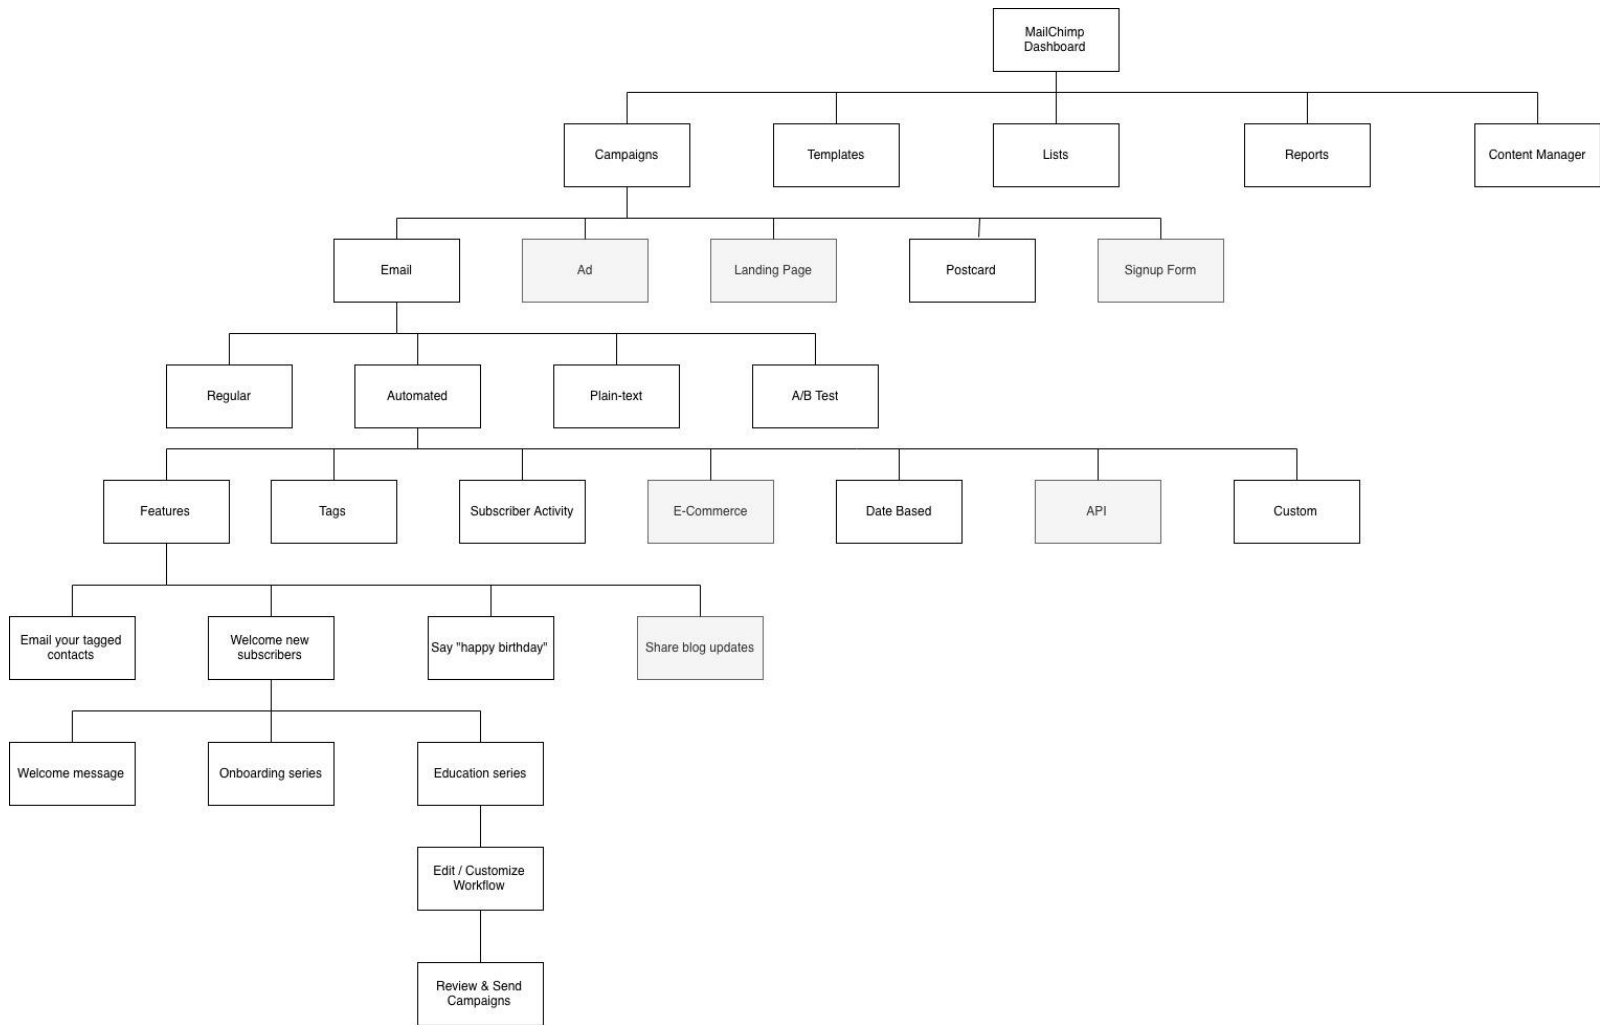 MailChimp
Dashboard
Campaigns
Templates
Lists
Reports
Content Manager
Email
Ad
Landing Page
Postcard
Signup Form
Regular
Automated
Plain-text
A/B Test
Features
Tags
Subscriber Activity
E-Commerce
Date Based
API
Custom
Email your tagged
contacts
Welcome new
subscribers
Say "happy birthday"
Share blog updates
Welcome message
Onboarding series
Education series
Edit / Customize
Workflow
Review & Send
Campaigns